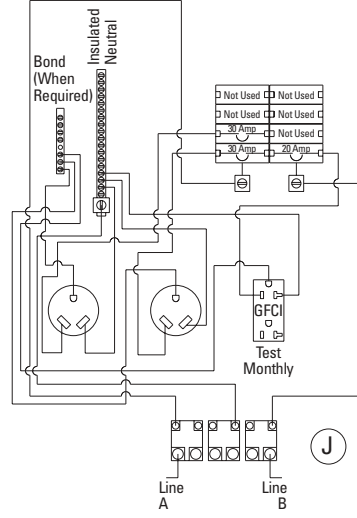 Bond
(When
Required)
Insulated
Neutral
Not Used
Not Used
Not Used
Not Used
30 Amp
Not Used
30 Amp
20 Amp
GFCI
Test
Monthly
J
Line
A
Line
B